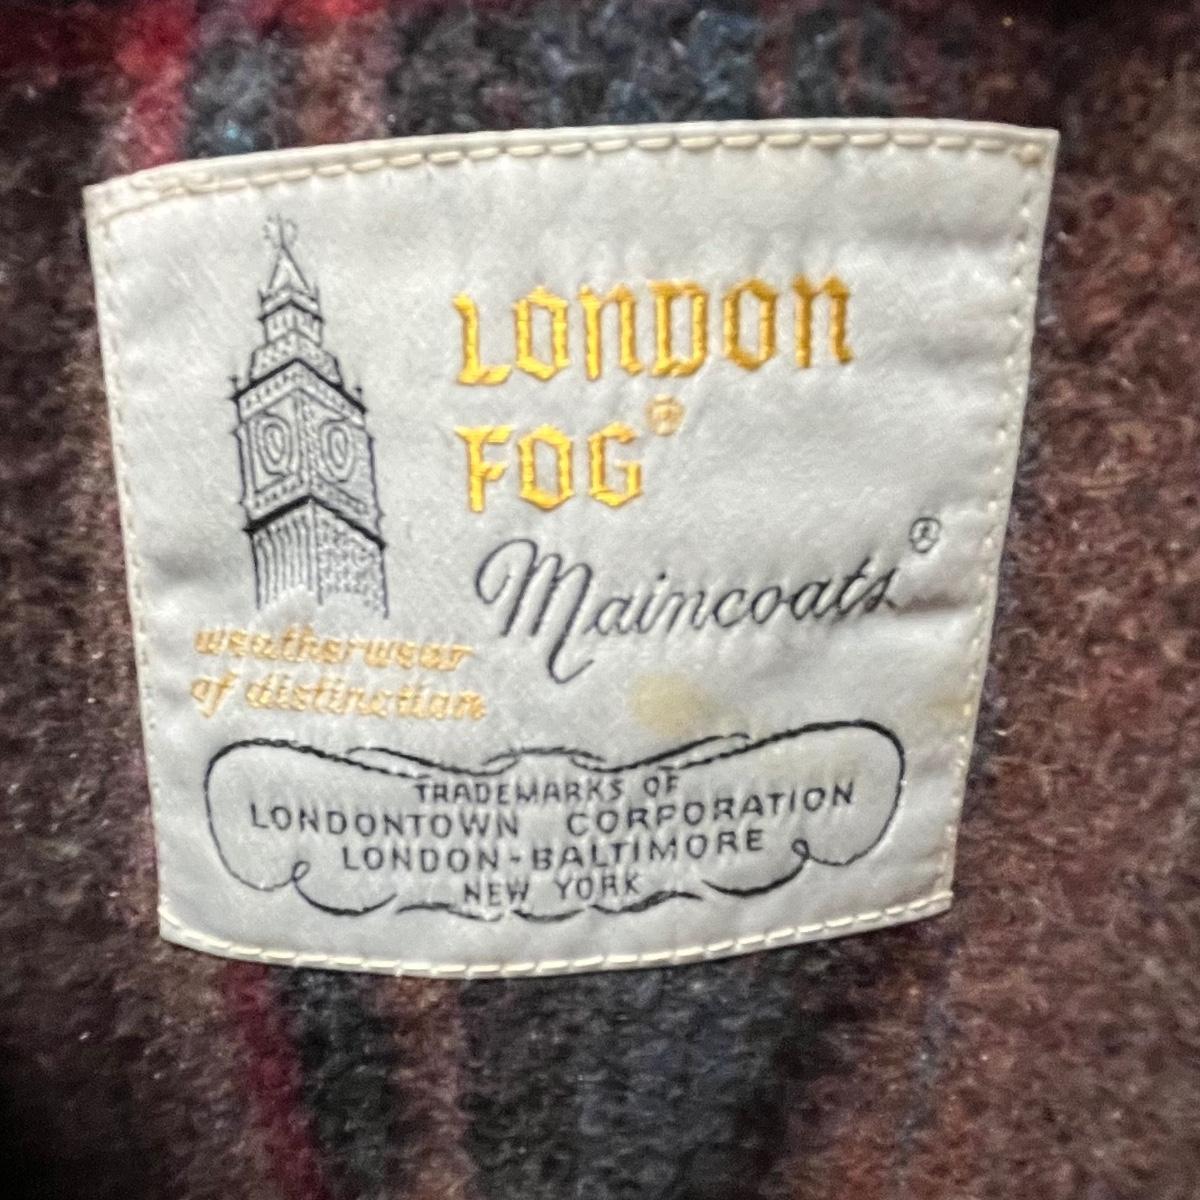 LONDON
FOG®
Maincoats®
weatherwear
of distinction
TRADEMARKS OF
LONDONTOWN CORPORATION
LONDON-BALTIMORE
NEW YORK